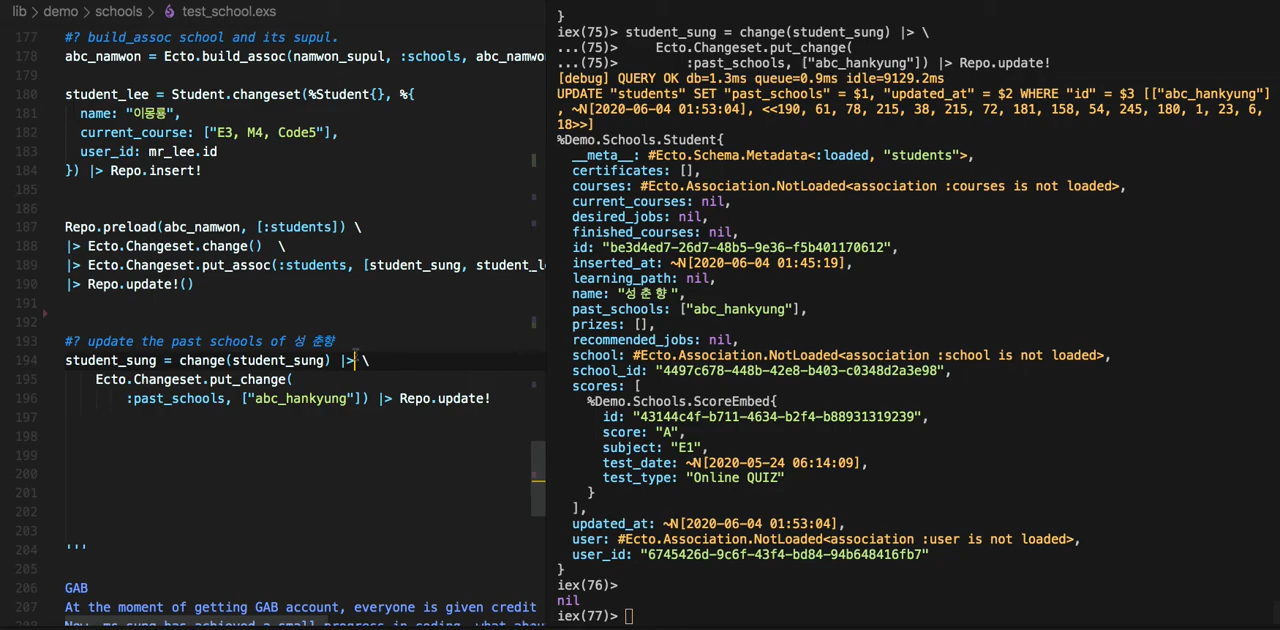 lib > demo > schools > test_school.exs
177 #? build_assoc school and its supul.
178 abc_namwon = Ecto.build_assoc(namwon_supul, :schools, abc_namwo
179
180 student_lee = Student.changeset(%Student{}, %{
181 name: "이몽룡",
182 current_course: ["E3, M4, Code5"],
183 user_id: mr_lee.id
184 }) |> Repo.insert!
185
186
187 Repo.preload(abc_namwon, [:students]) \
188 |> Ecto.Changeset.change() \
189 |> Ecto.Changeset.put_assoc(:students, [student_sung, student_le
190 |> Repo.update!()
191
192
193 #? update the past schools of 성 춘향
194 student_sung = change(student_sung) |> \
195 Ecto.Changeset.put_change(
196 :past_schools, ["abc_hankyung"]) |> Repo.update!
197
198
199
200
201
202
203
204 '''
205
206 GAB
207 At the moment of getting GAB account, everyone is given credit
}
iex(75)> student_sung = change(student_sung) |> \
...(75)> Ecto.Changeset.put_change(
...(75)> :past_schools, ["abc_hankyung"]) |> Repo.update!
[debug] QUERY OK db=1.3ms queue=0.9ms idle=9129.2ms
UPDATE "students" SET "past_schools" = $1, "updated_at" = $2 WHERE "id" = $3 [["abc_hankyung"]
, ~N[2020-06-04 01:53:04], <<190, 61, 78, 215, 38, 215, 72, 181, 158, 54, 245, 180, 1, 23, 6,
18>>]
%Demo.Schools.Student{
__meta__: #Ecto.Schema.Metadata<:loaded, "students">,
certificates: [],
courses: #Ecto.Association.NotLoaded<association :courses is not loaded>,
current_courses: nil,
desired_jobs: nil,
finished_courses: nil,
id: "be3d4ed7-26d7-48b5-9e36-f5b401170612",
inserted_at: ~N[2020-06-04 01:45:19],
learning_path: nil,
name: "성춘향",
past_schools: ["abc_hankyung"],
prizes: [],
recommended_jobs: nil,
school: #Ecto.Association.NotLoaded<association :school is not loaded>,
school_id: "4497c678-448b-42e8-b403-c0348d2a3e98",
scores: [
%Demo.Schools.ScoreEmbed{
id: "43144c4f-b711-4634-b2f4-b88931319239",
score: "A",
subject: "E1",
test_date: ~N[2020-05-24 06:14:09],
test_type: "Online QUIZ"
}
],
updated_at: ~N[2020-06-04 01:53:04],
user: #Ecto.Association.NotLoaded<association :user is not loaded>,
user_id: "6745426d-9c6f-43f4-bd84-94b648416fb7"
}
iex(76)>
nil
iex(77)>